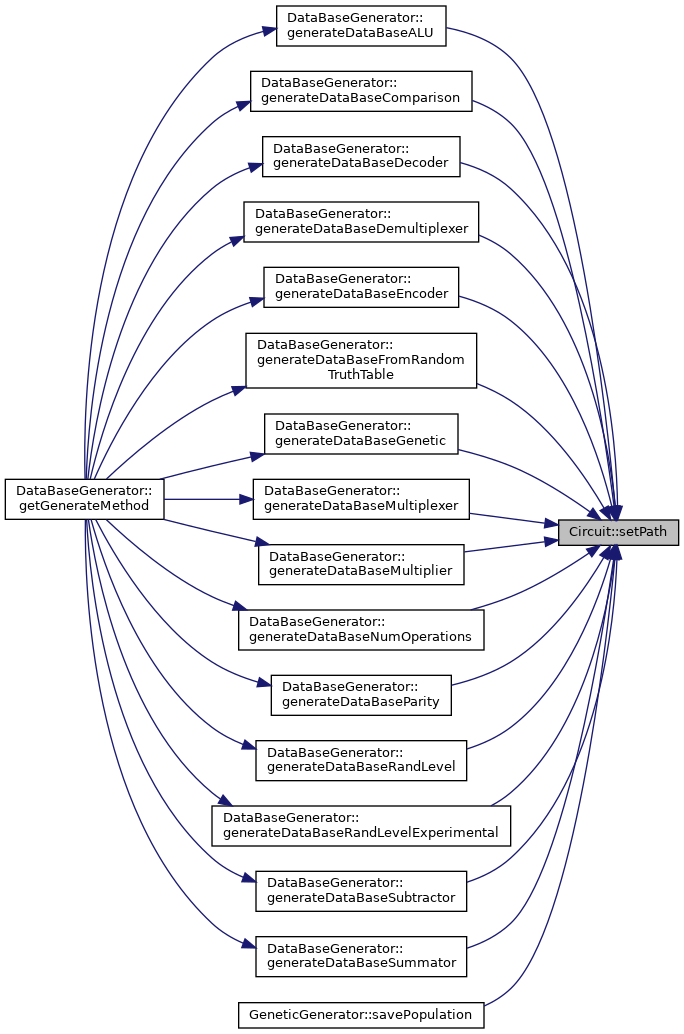 DataBaseGenerator::
generateDataBaseALU
DataBaseGenerator::
generateDataBaseComparison
DataBaseGenerator::
generateDataBaseDecoder
DataBaseGenerator::
generateDataBaseDemultiplexer
DataBaseGenerator::
generateDataBaseEncoder
DataBaseGenerator::
generateDataBaseFromRandom
TruthTable
DataBaseGenerator::
generateDataBaseGenetic
DataBaseGenerator::
getGenerateMethod
DataBaseGenerator::
generateDataBaseMultiplexer
Circuit::setPath
DataBaseGenerator::
generateDataBaseMultiplier
DataBaseGenerator::
generateDataBaseNumOperations
DataBaseGenerator::
generateDataBaseParity
DataBaseGenerator::
generateDataBaseRandLevel
DataBaseGenerator::
generateDataBaseRandLevelExperimental
DataBaseGenerator::
generateDataBaseSubtractor
DataBaseGenerator::
generateDataBaseSummator
GeneticGenerator::savePopulation